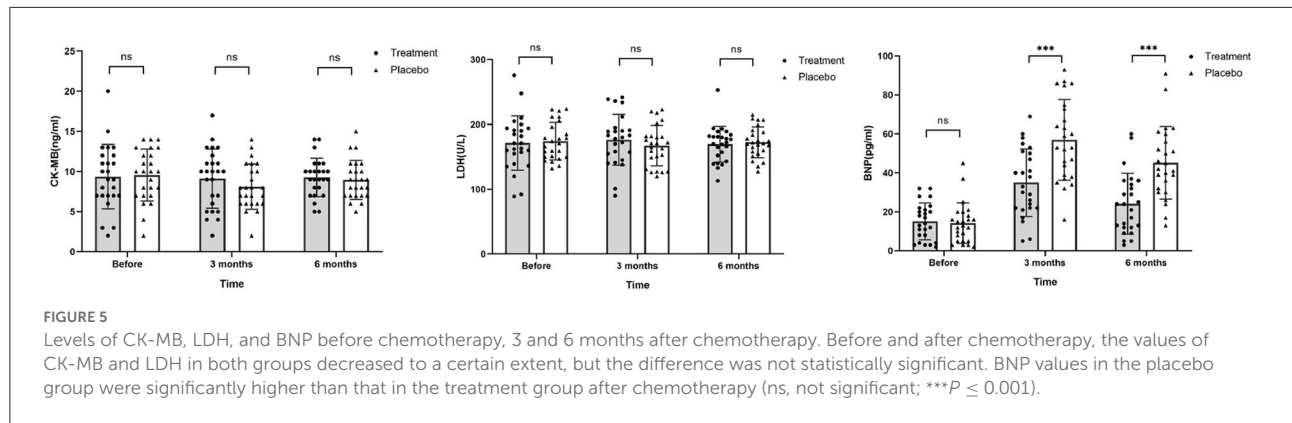 25
20
15
10
5
0
CK-MB(ng/ml)
ns
ns
ns
Treatment
Placebo
Before
3 months
6 months
Time
300
200
100
0
LDH(U/L)
ns
ns
ns
Treatment
Placebo
Before
3 months
6 months
Time
100
80
60
40
20
0
BNP(pg/ml)
ns
***
***
Treatment
Placebo
Before
3 months
6 months
Time
FIGURE 5
Levels of CK-MB, LDH, and BNP before chemotherapy, 3 and 6 months after chemotherapy. Before and after chemotherapy, the values of
CK-MB and LDH in both groups decreased to a certain extent, but the difference was not statistically significant. BNP values in the placebo
group were significantly higher than that in the treatment group after chemotherapy (ns, not significant; ***P ≤ 0.001).